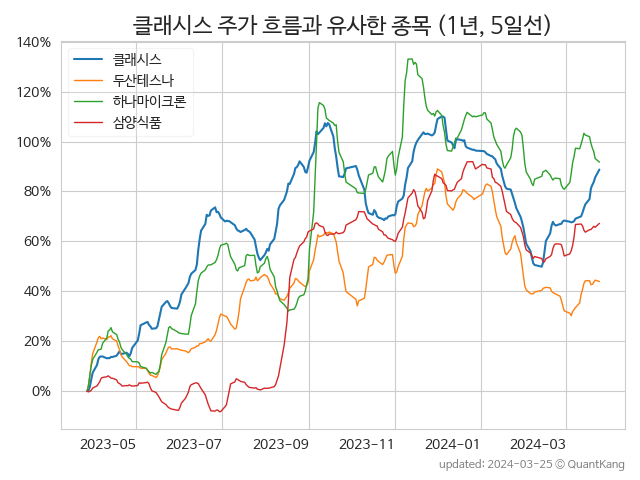 클래시스 주가 흐름과 유사한 종목 (1년, 5일선)
140%
120%
100%
80%
60%
40%
20%
0%
클래시스
두산테스나
하나마이크론
삼양식품
2023-05 2023-07 2023-09 2023-11 2024-01 2024-03
updated: 2024-03-25 © QuantKang